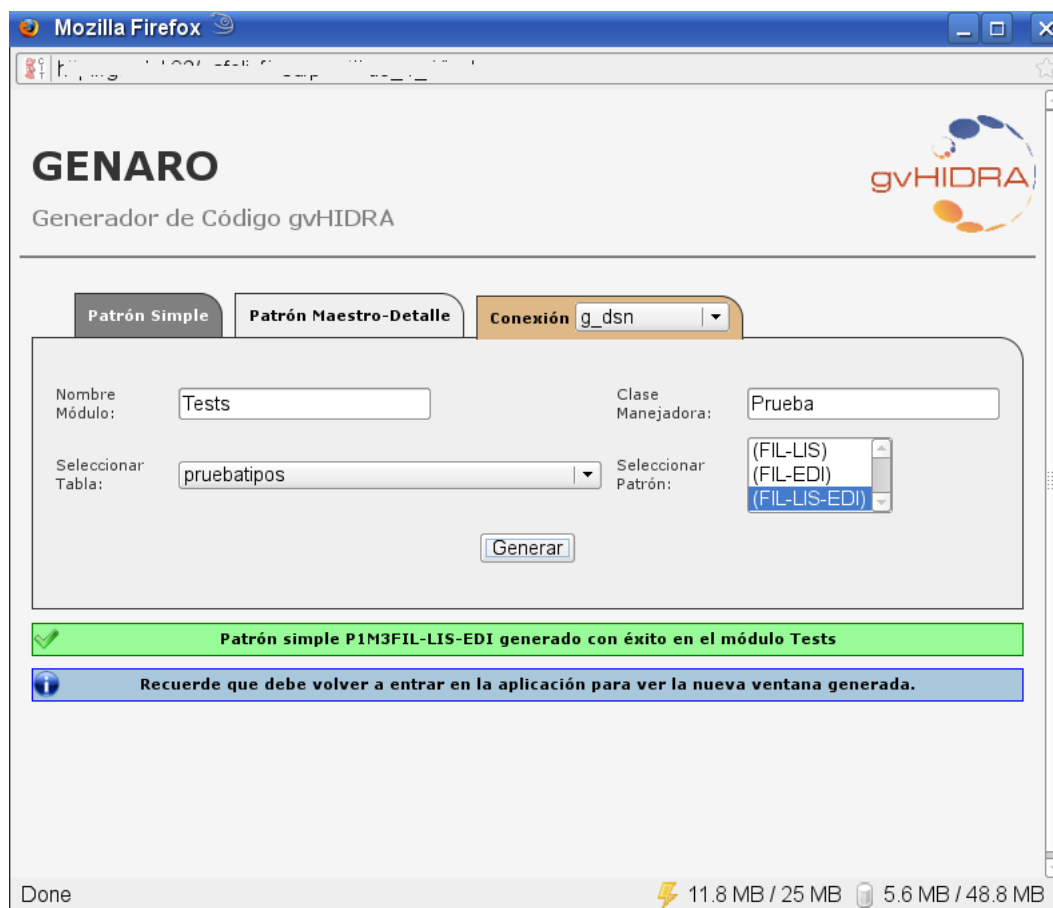 Mozilla Firefox
GENARO
gvHIDRA
Generador de Código gvHIDRA
Patrón Simple
Patrón Maestro-Detalle
Conexión g_dsn
Nombre
Módulo:
Tests
Clase
Manejadora:
Prueba
Seleccionar
Tabla:
pruebatipos
Seleccionar
Patrón:
(FIL-LIS)
(FIL-EDI)
(FIL-LIS-EDI)
Generar
Patrón simple P1M3FIL-LIS-EDI generado con éxito en el módulo Tests
Recuerde que debe volver a entrar en la aplicación para ver la nueva ventana generada.
Done
11.8 MB / 25 MB
5.6 MB / 48.8 MB